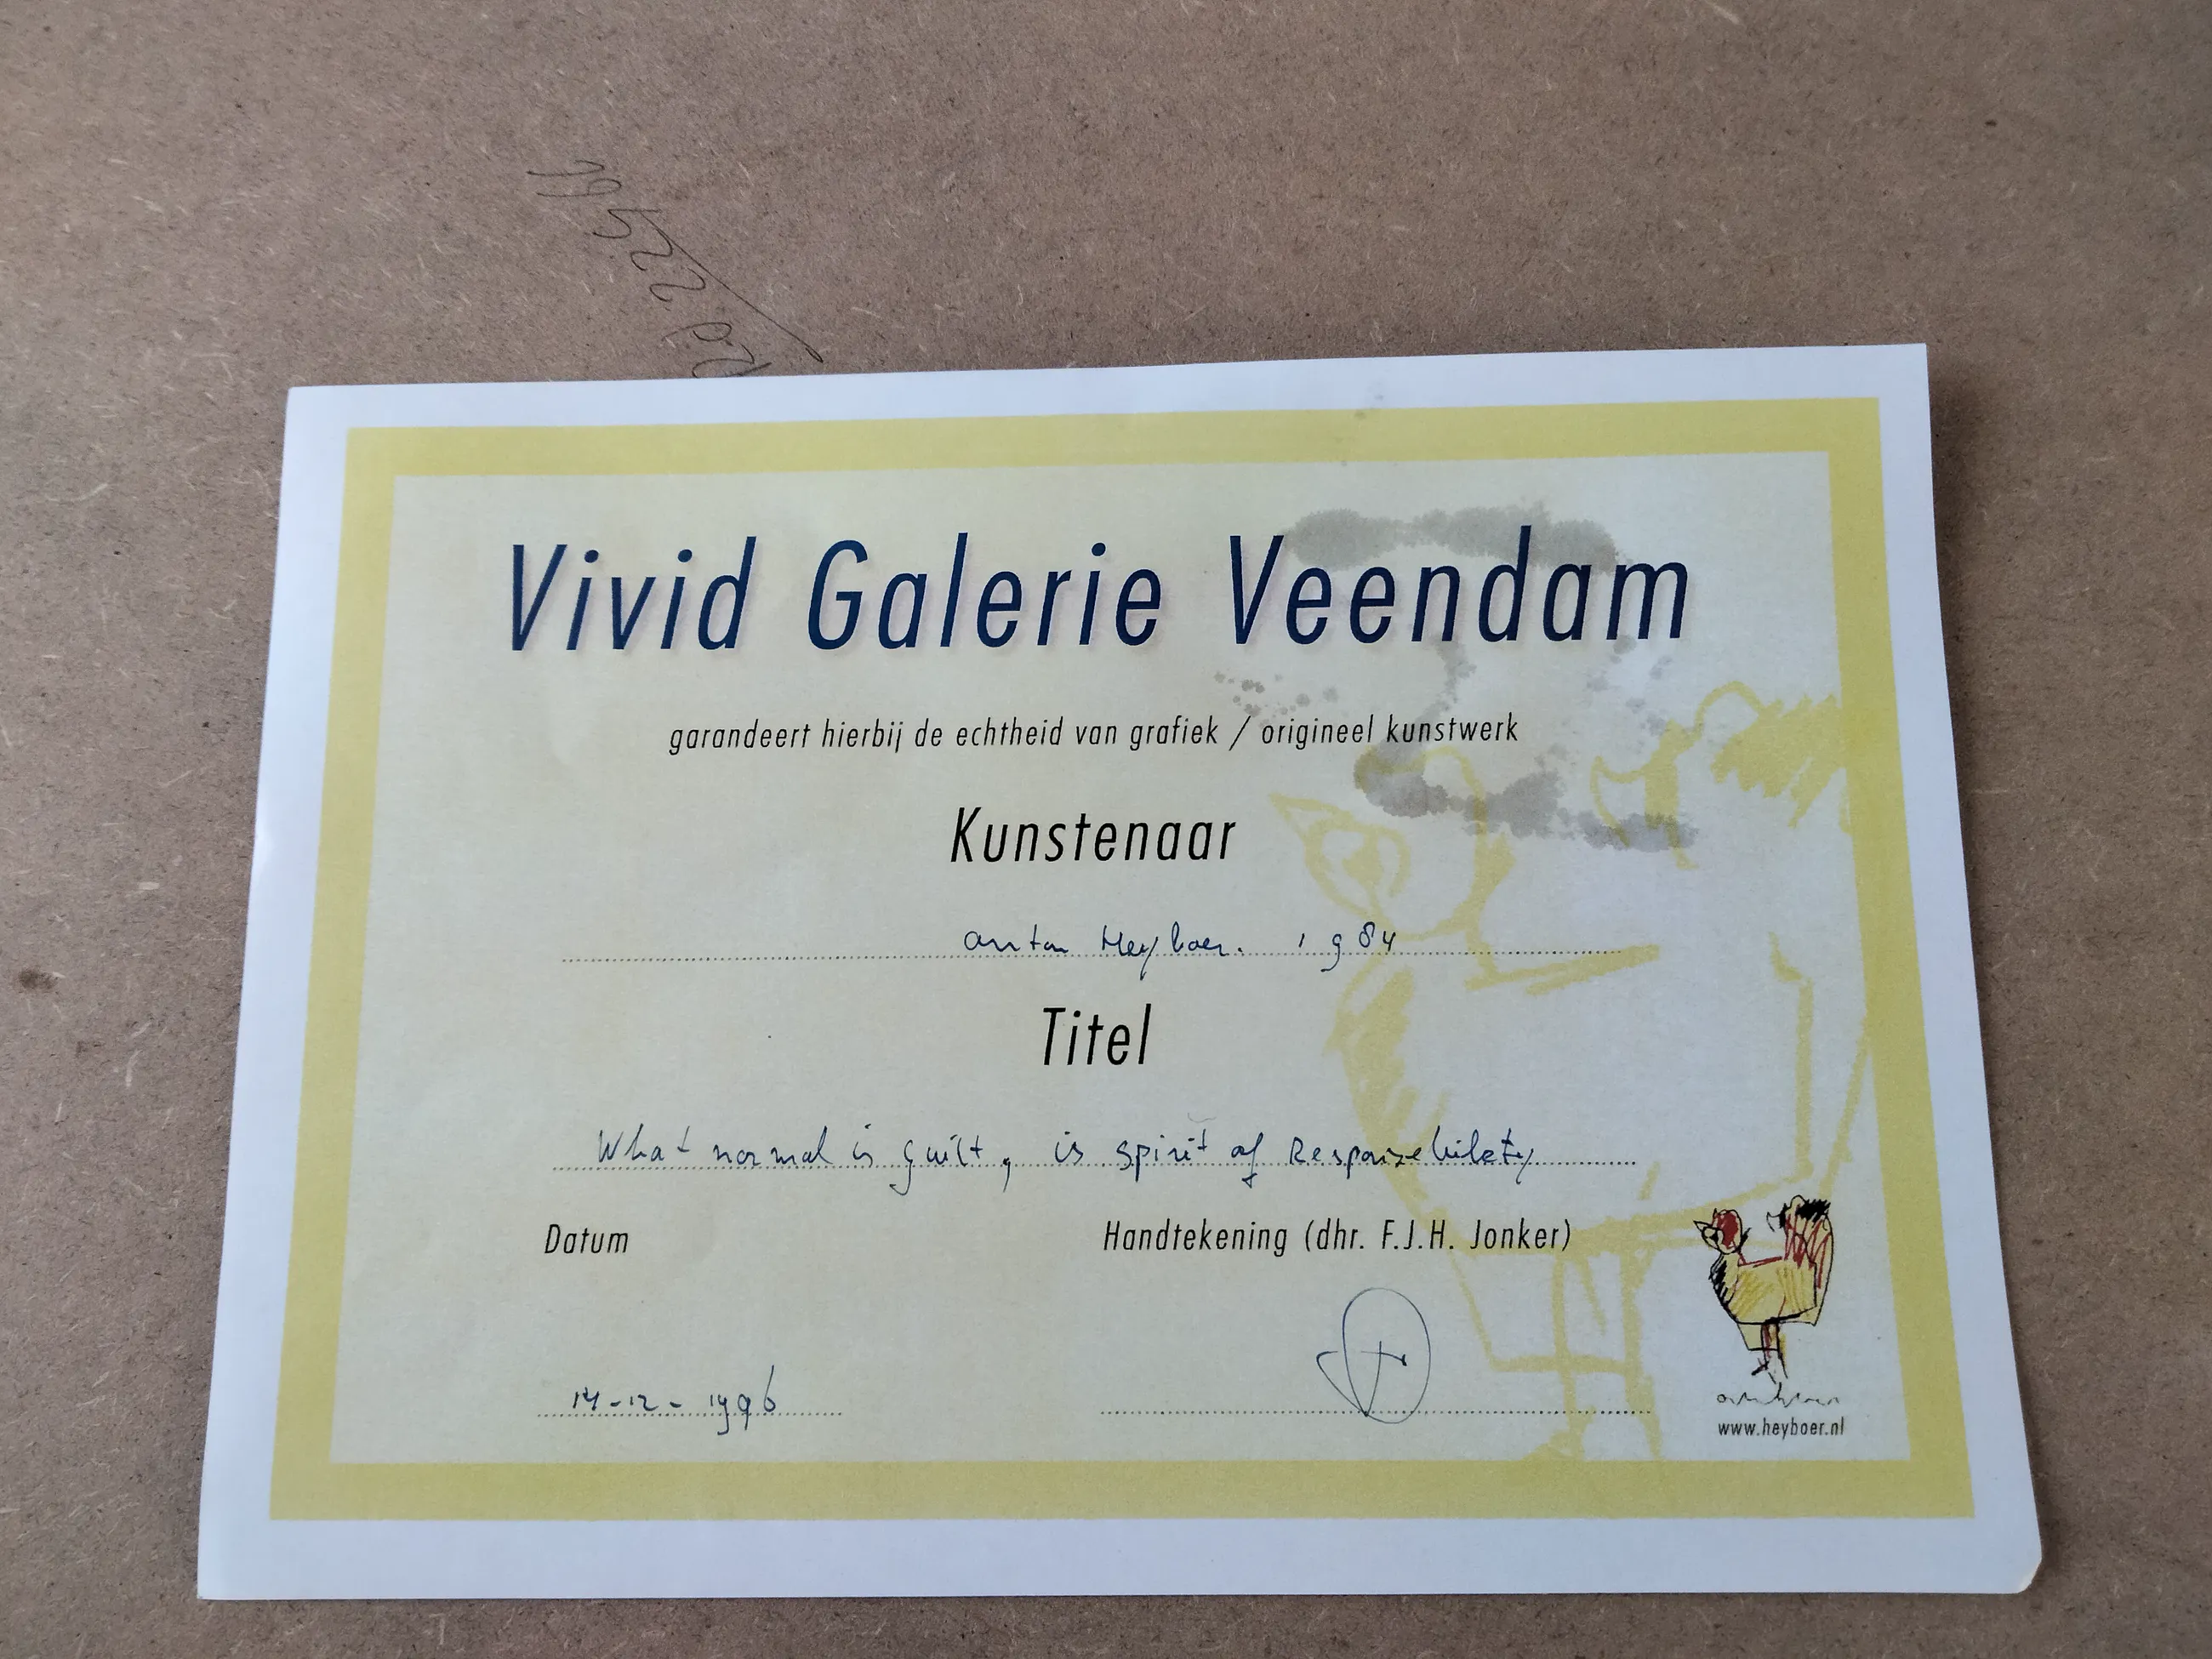 Vivid Galerie Veendam
garandeert hierbij de echtheid van grafiek / origineel kunstwerk
Kunstenaar
anton Heyboer. 1984
Titel
What normal is guilt, is spirit of Responsebilety
Datum
Handtekening (dhr. F.J.H. Jonker)
14-12-1996
www.heyboer.nl